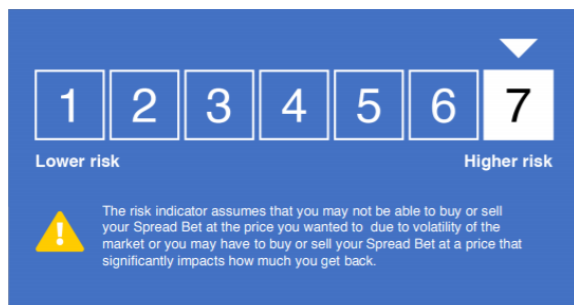 1 2 3 4 5 6 7
Lower risk Higher risk
The risk indicator assumes that you may not be able to buy or sell
your Spread Bet at the price you wanted to due to volatility of the
market or you may have to buy or sell your Spread Bet at a price that
significantly impacts how much you get back.